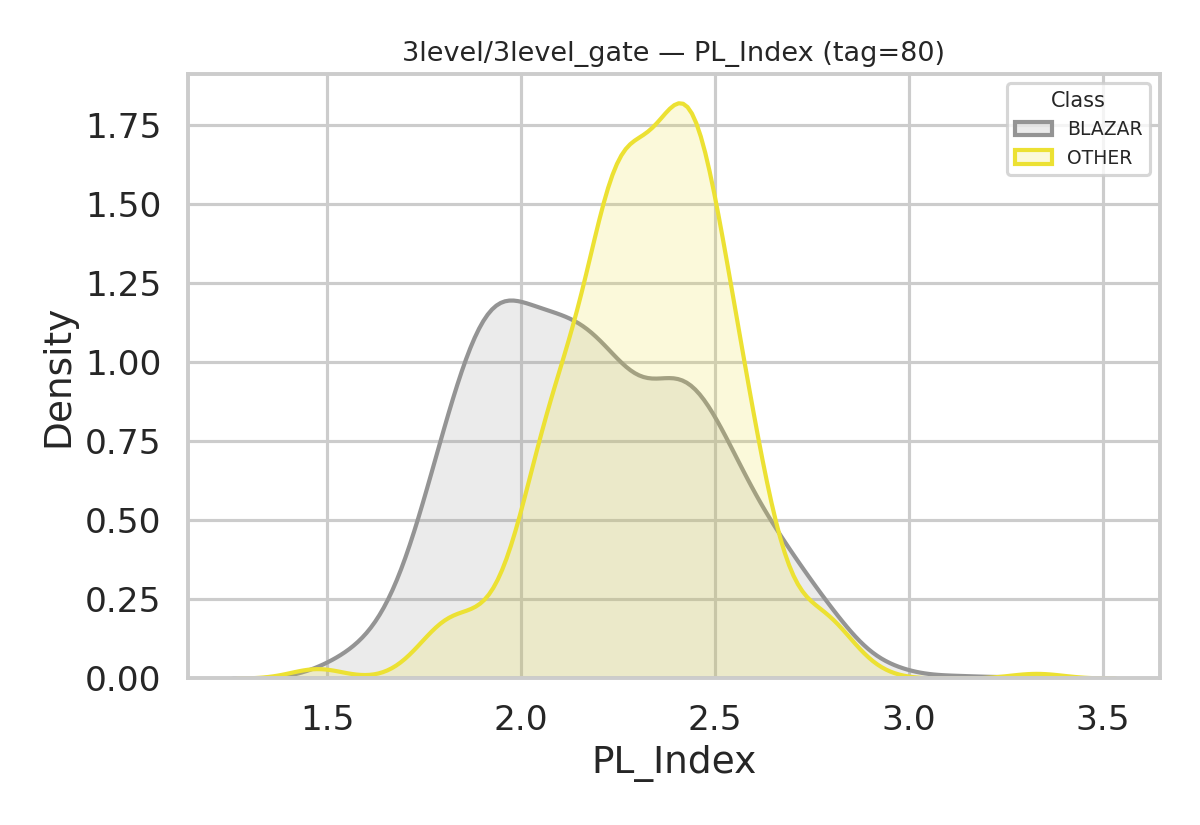 3level/3level_gate — PL_Index (tag=80)
Class
BLAZAR
OTHER
Density
1.75
1.50
1.25
1.00
0.75
0.50
0.25
0.00
1.5 2.0 2.5 3.0 3.5
PL_Index